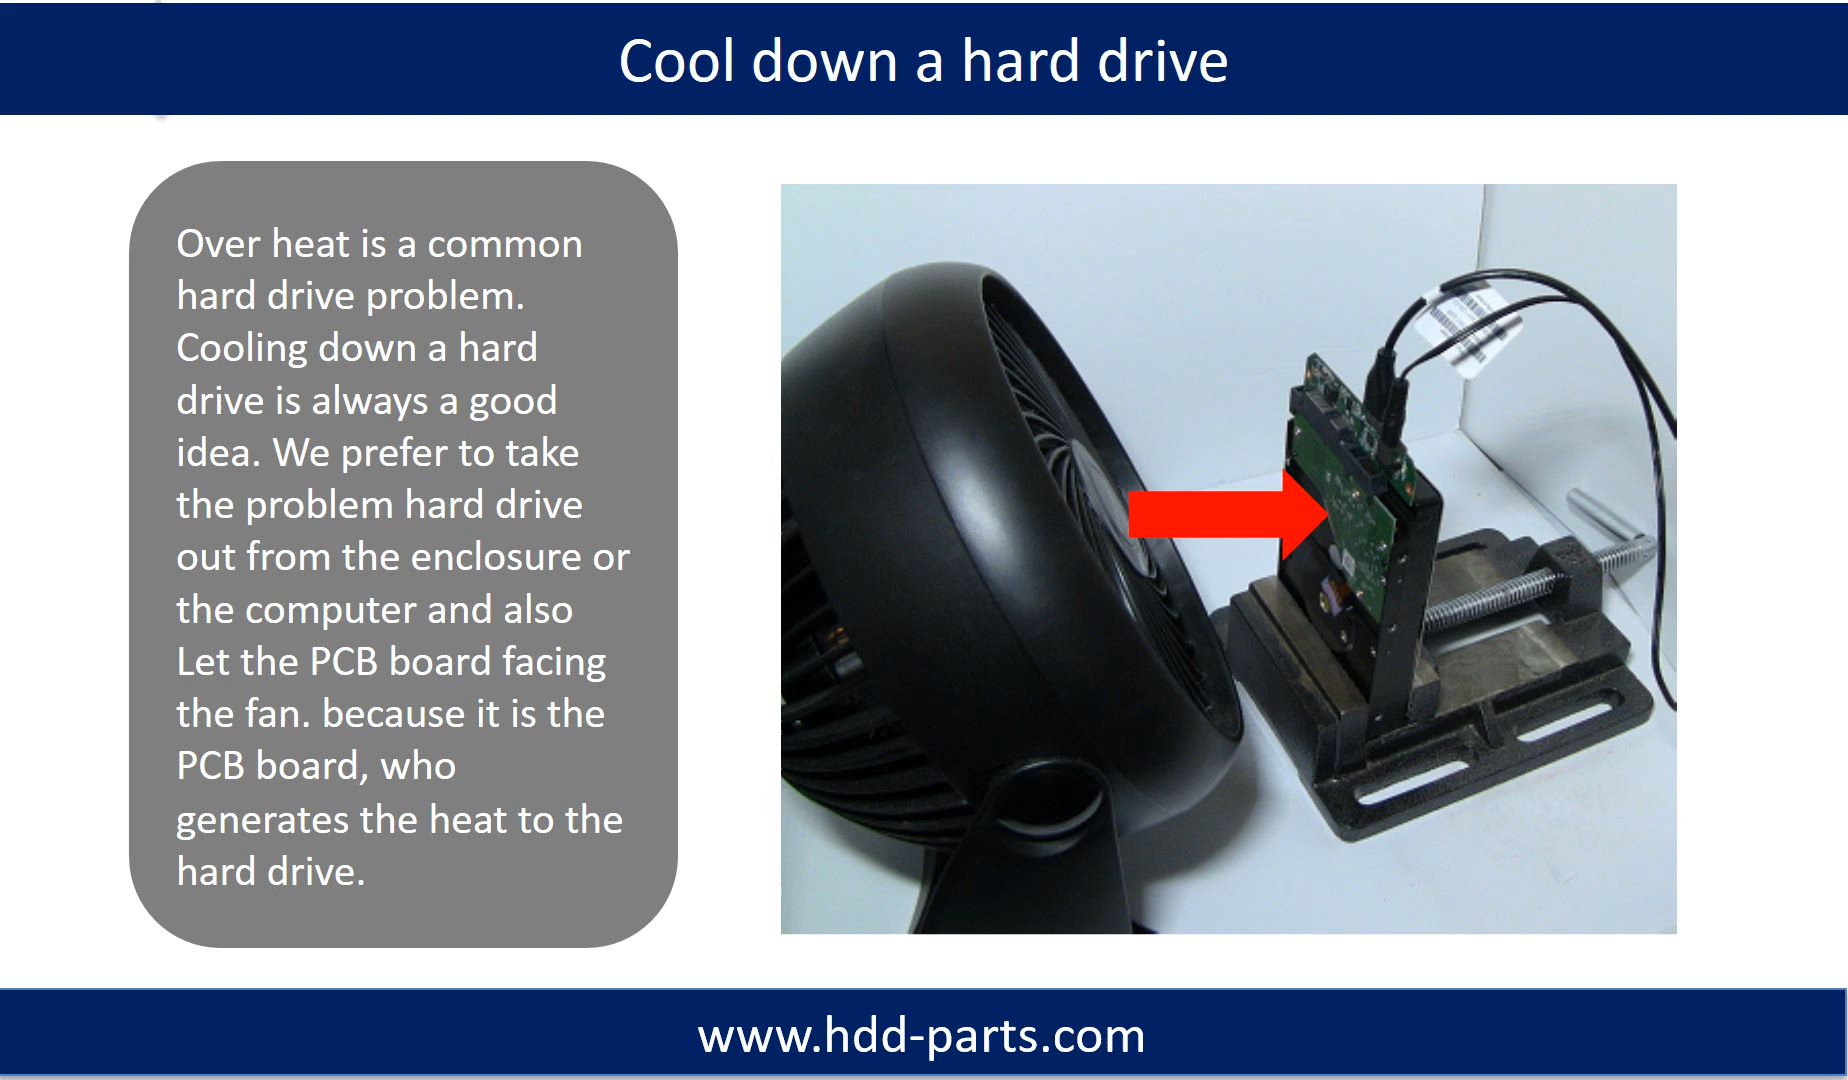 Cool down a hard drive
Over heat is a common
hard drive problem.
Cooling down a hard
drive is always a good
idea. We prefer to take
the problem hard drive
out from the enclosure or
the computer and also
Let the PCB board facing
the fan. because it is the
PCB board, who
generates the heat to the
hard drive.
www.hdd-parts.com